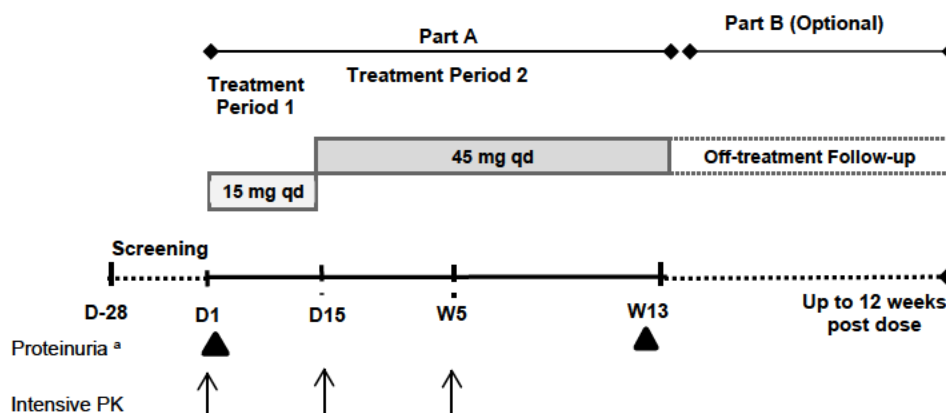 Part A
Part B (Optional)
Treatment
Period 1
Treatment Period 2
45 mg qd
Off-treatment Follow-up
15 mg qd
Screening
D-28
D1
D15
W5
W13
Up to 12 weeks
post dose
Proteinuria a
Intensive PK